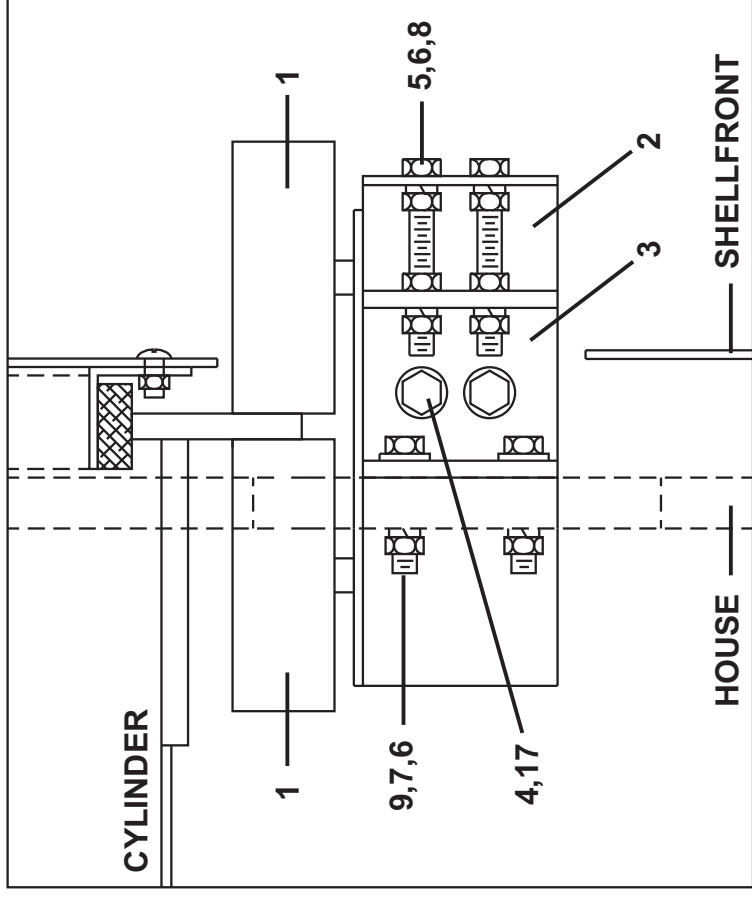 1
5,6,8
2
3
SHELLFRONT
CYLINDER
1
9,7,6
4,17
HOUSE